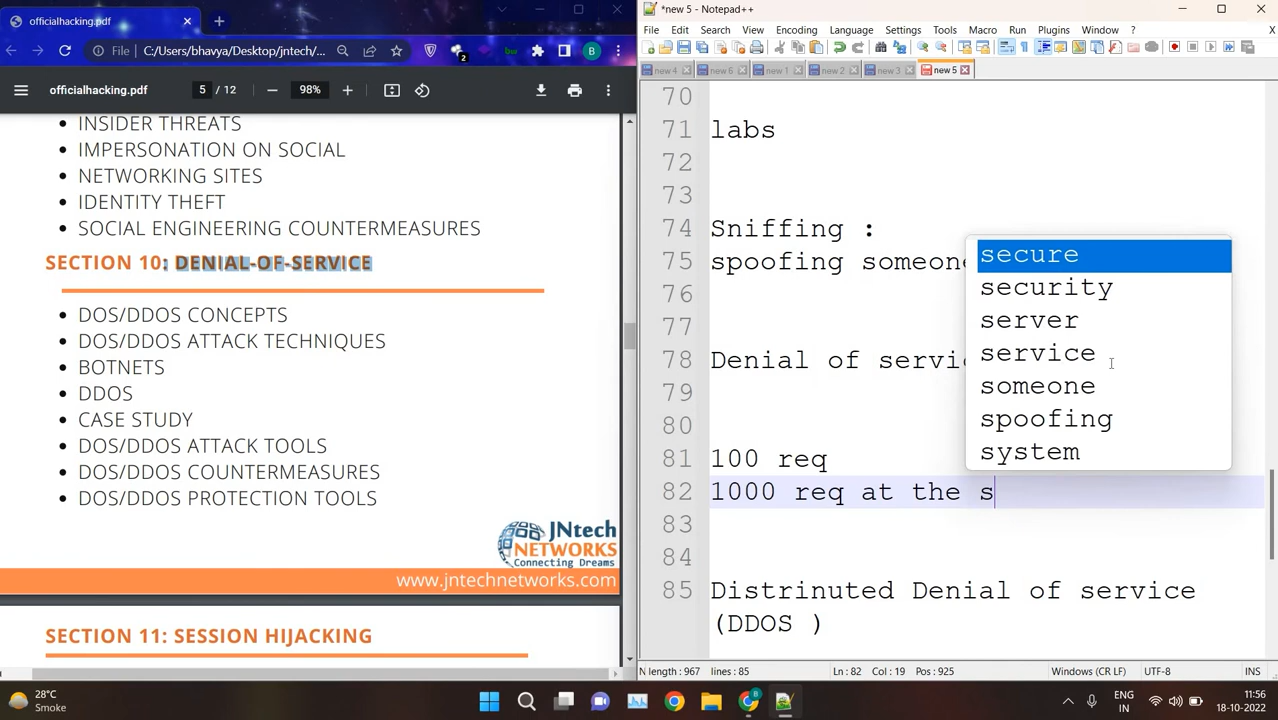 officialhacking.pdf
*new 5 - Notepad++
File Edit Search View Encoding Language Settings Tools Macro Run Plugins Window
File C:/Users/bhavya/Desktop/jntech/...
2
B
new 4 new 6 new 1 new 2 new 3 new 5
officialhacking.pdf 5 / 12 98%
INSIDER THREATS
IMPERSONATION ON SOCIAL
NETWORKING SITES
IDENTITY THEFT
SOCIAL ENGINEERING COUNTERMEASURES
SECTION 10: DENIAL-OF-SERVICE
DOS/DDOS CONCEPTS
DOS/DDOS ATTACK TECHNIQUES
BOTNETS
DDOS
CASE STUDY
DOS/DDOS ATTACK TOOLS
DOS/DDOS COUNTERMEASURES
DOS/DDOS PROTECTION TOOLS
JNtech
NETWORKS
Connecting Dreams
www.jntechnetworks.com
SECTION 11: SESSION HIJACKING
70
71 labs
72
73
74 Sniffing :
75 spoofing someone
76
77
78 Denial of servic
79
80
81 100 req
82 1000 req at the s
83
84
85 Distrinuted Denial of service
(DDOS )
secure
security
server
service
someone
spoofing
system
N length : 967 lines : 85 Ln : 82 Col : 19 Pos : 925 Windows (CR LF) UTF-8 INS
28°C
Smoke
B
ENG
IN
11:56
18-10-2022